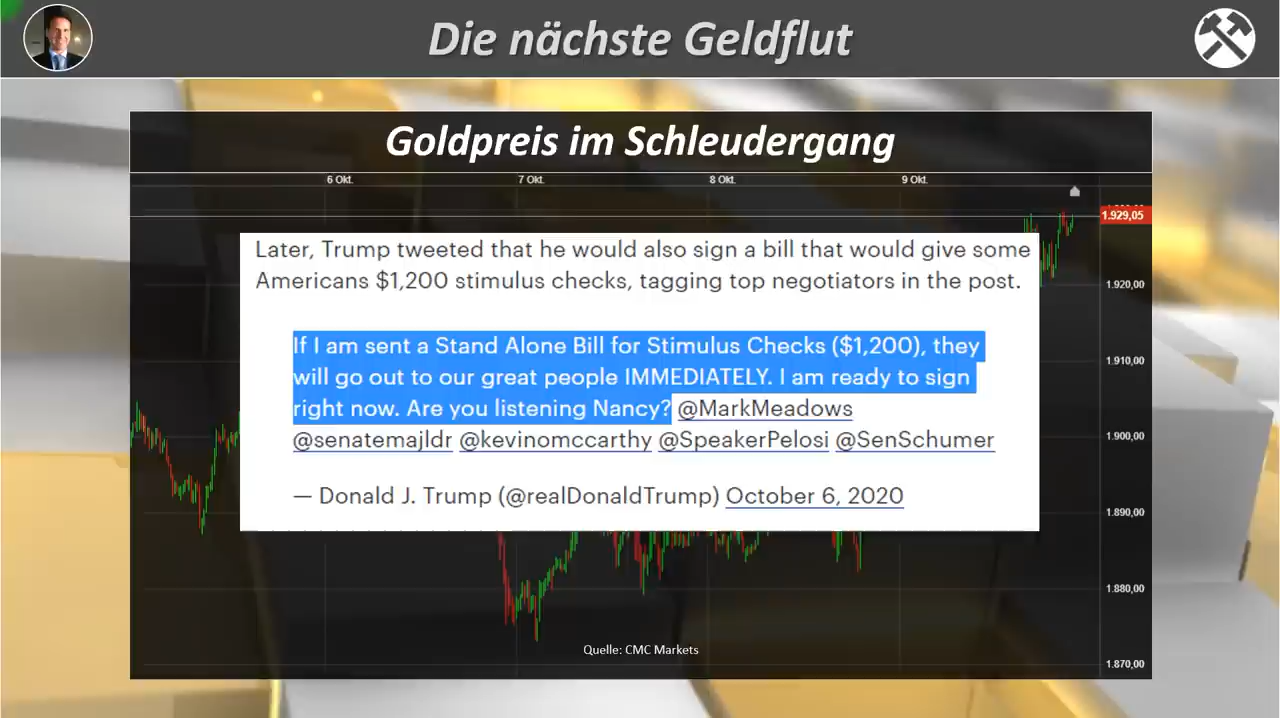 Die nächste Geldflut
Goldpreis im Schleudergang
6 Okt. 7 Okt. 8 Okt. 9 Okt.
1.929,05
Later, Trump tweeted that he would also sign a bill that would give some
Americans $1,200 stimulus checks, tagging top negotiators in the post.
If I am sent a Stand Alone Bill for Stimulus Checks ($1,200), they
will go out to our great people IMMEDIATELY. I am ready to sign
right now. Are you listening Nancy? @MarkMeadows
@senatemajldr @kevinomccarthy @SpeakerPelosi @SenSchumer
— Donald J. Trump (@realDonaldTrump) October 6, 2020
1.920,00
1.910,00
1.900,00
1.890,00
1.880,00
1.870,00
Quelle: CMC Markets